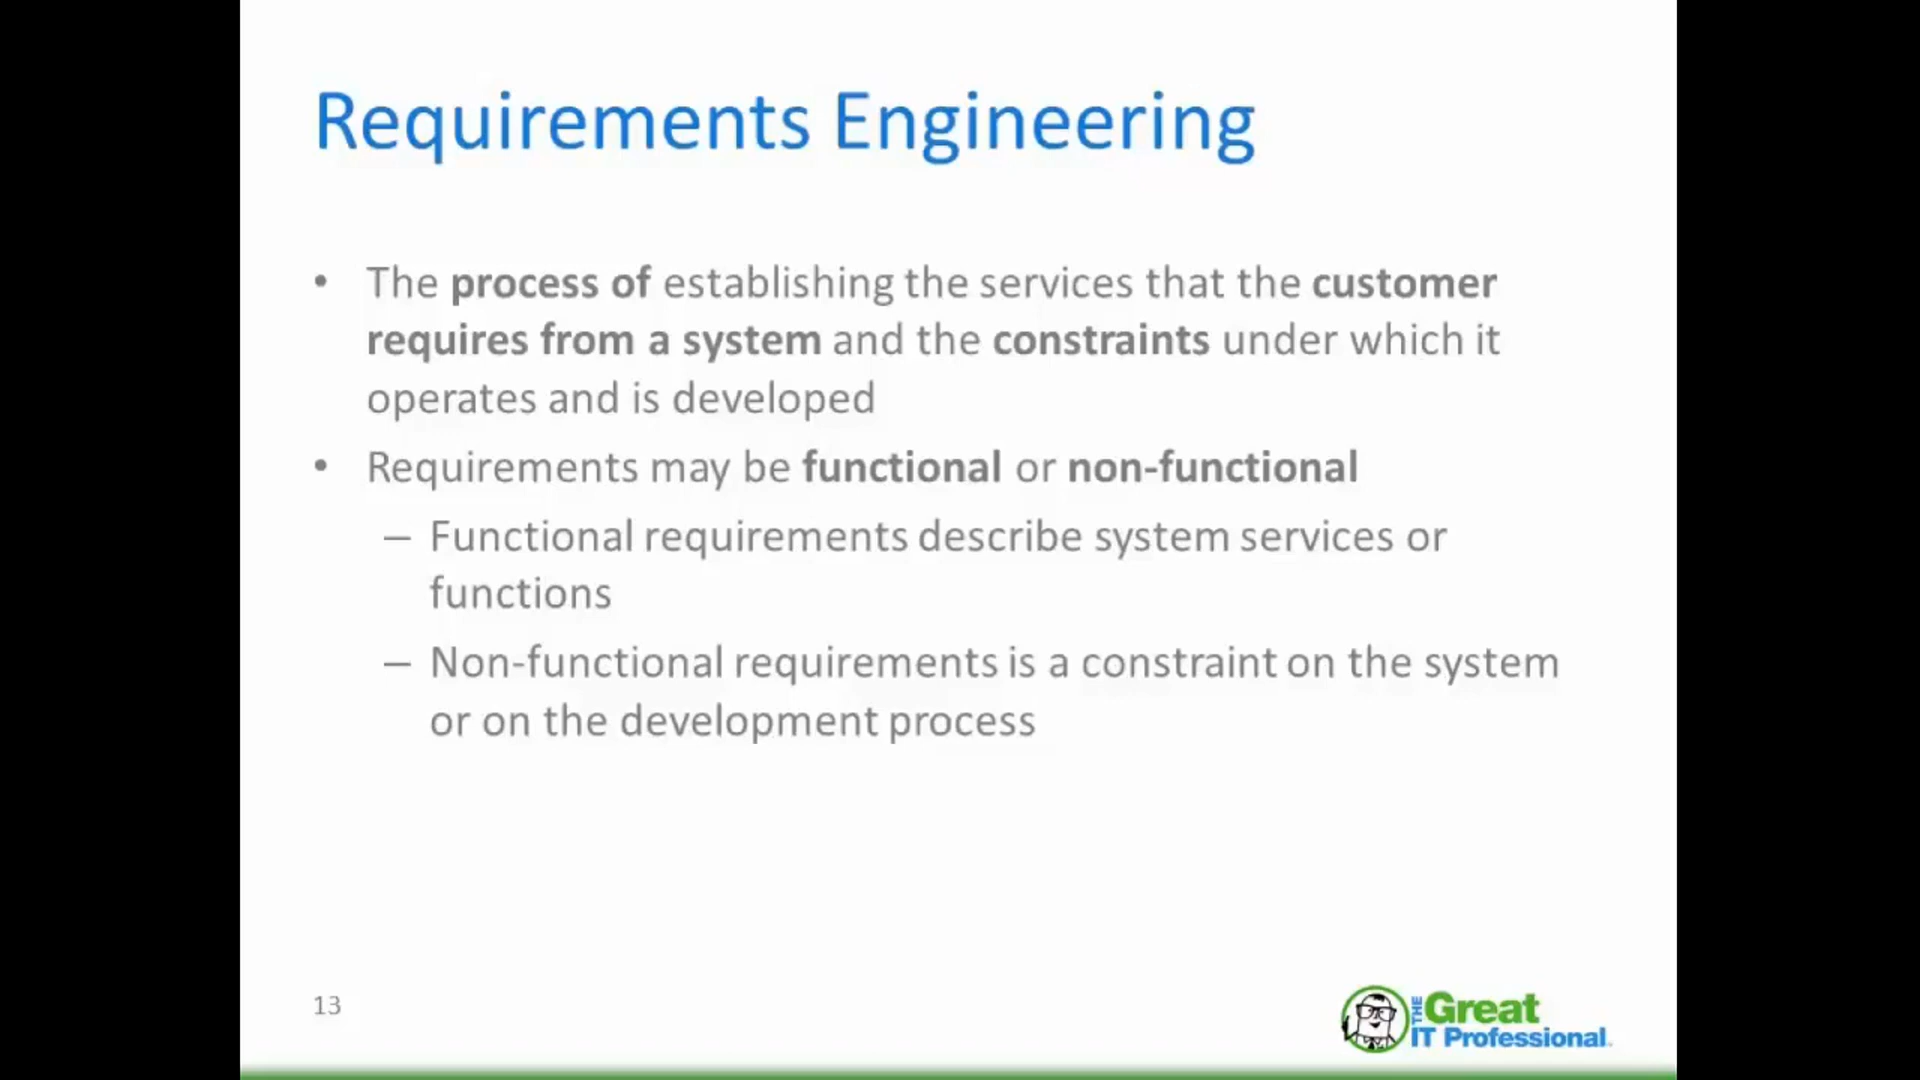 Requirements Engineering
• The process of establishing the services that the customer
requires from a system and the constraints under which it
operates and is developed
• Requirements may be functional or non-functional
– Functional requirements describe system services or
functions
– Non-functional requirements is a constraint on the system
or on the development process
13
THE Great
IT Professional